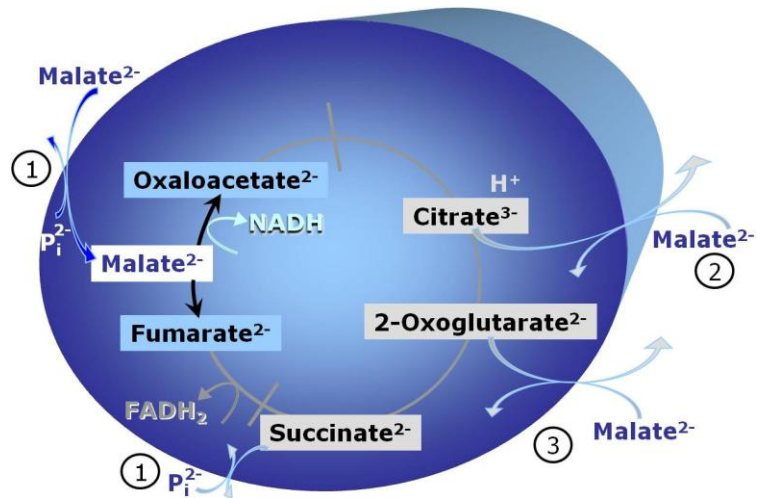 Malate²⁻
①
Oxaloacetate²⁻
H⁺
NADH
Citrate³⁻
Pᵢ²⁻
Malate²⁻
Malate²⁻
②
Fumarate²⁻
2-Oxoglutarate²⁻
FADH₂
Succinate²⁻
③
Malate²⁻
①
Pᵢ²⁻